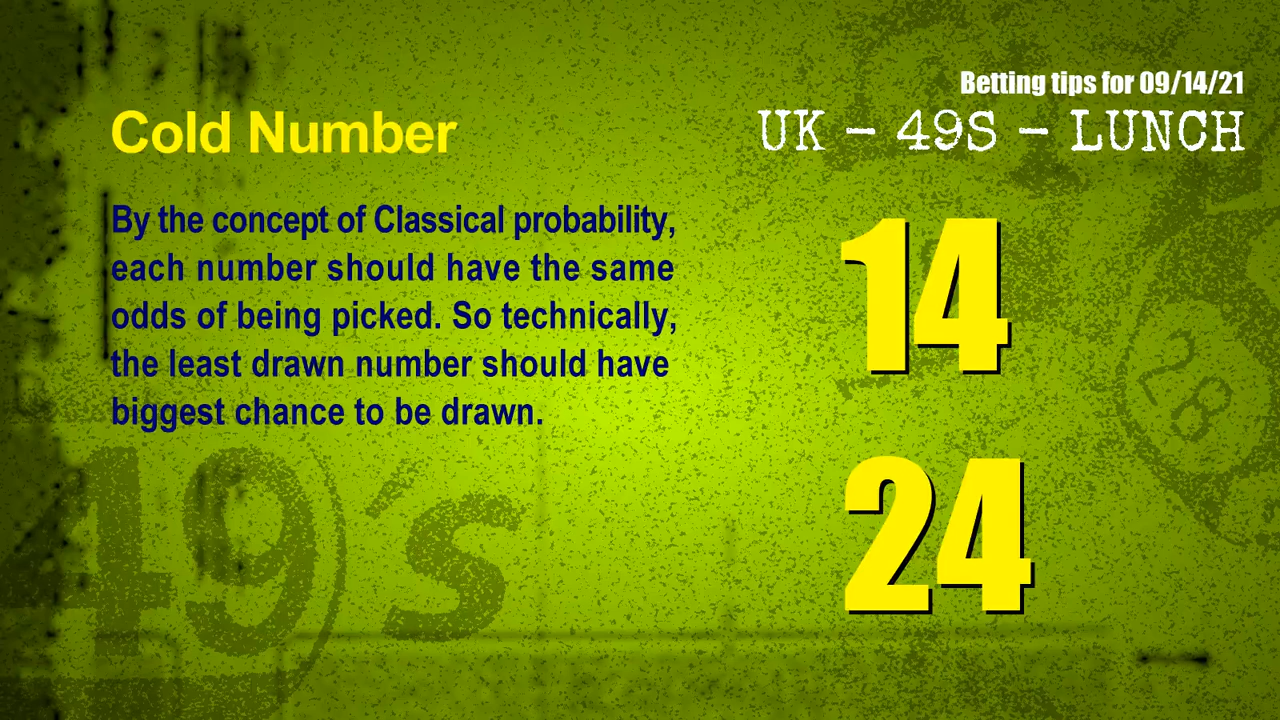 Betting tips for 09/14/21
UK - 49S - LUNCH
Cold Number
By the concept of Classical probability,
each number should have the same
odds of being picked. So technically,
the least drawn number should have
biggest chance to be drawn.
14
24
28
49's